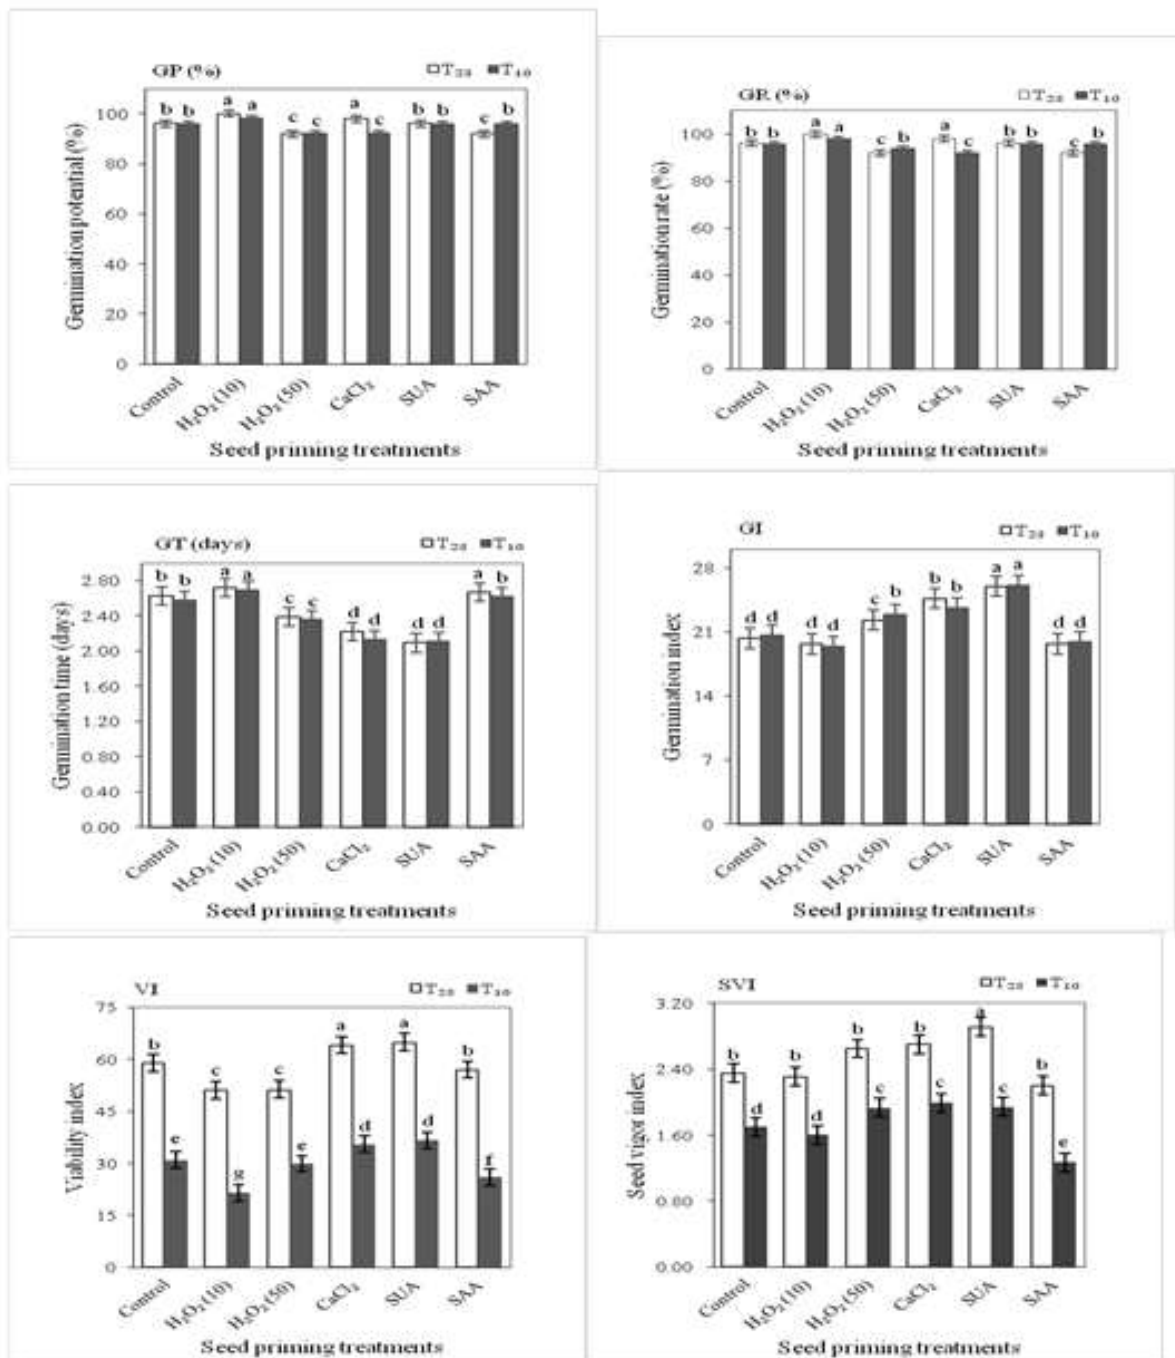 GP (%) T₂₈ T₁₀
b b a a c c a c b b c b
100
80
60
40
20
0
Germination potential (%)
Control H₂O₂ (10) H₂O₂ (50) CaCl₂ SUA SAA
Seed priming treatments
GR (%) T₂₈ T₁₀
b b a a c b a c b b c b
100
80
60
40
20
0
Germination rate (%)
Control H₂O₂ (10) H₂O₂ (50) CaCl₂ SUA SAA
Seed priming treatments
GT (days) T₂₈ T₁₀
b b a a c c d d d d a b
2.80
2.40
2.00
1.60
1.20
0.80
0.40
0.00
Germination time (days)
Control H₂O₂ (10) H₂O₂ (50) CaCl₂ SUA SAA
Seed priming treatments
GI T₂₈ T₁₀
d d d d c b b b a a d d
28
21
14
7
0
Germination index
Control H₂O₂ (10) H₂O₂ (50) CaCl₂ SUA SAA
Seed priming treatments
VI T₂₈ T₁₀
b e c g c e a d a d b f
75
60
45
30
15
0
Viability index
Control H₂O₂ (10) H₂O₂ (50) CaCl₂ SUA SAA
Seed priming treatments
SVI T₂₈ T₁₀
b d b d b c b c a c b e
3.20
2.40
1.60
0.80
0.00
Seed vigor index
Control H₂O₂ (10) H₂O₂ (50) CaCl₂ SUA SAA
Seed priming treatments